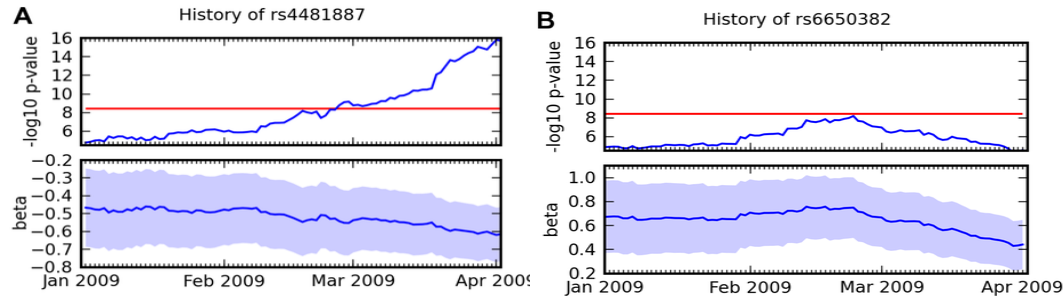 A
History of rs4481887
-log10 p-value
16
14
12
10
8
6
beta
−0.2
−0.3
−0.4
−0.5
−0.6
−0.7
−0.8
Jan 2009
Feb 2009
Mar 2009
Apr 2009
B
History of rs6650382
-log10 p-value
16
14
12
10
8
6
beta
1.0
0.8
0.6
0.4
0.2
Jan 2009
Feb 2009
Mar 2009
Apr 2009